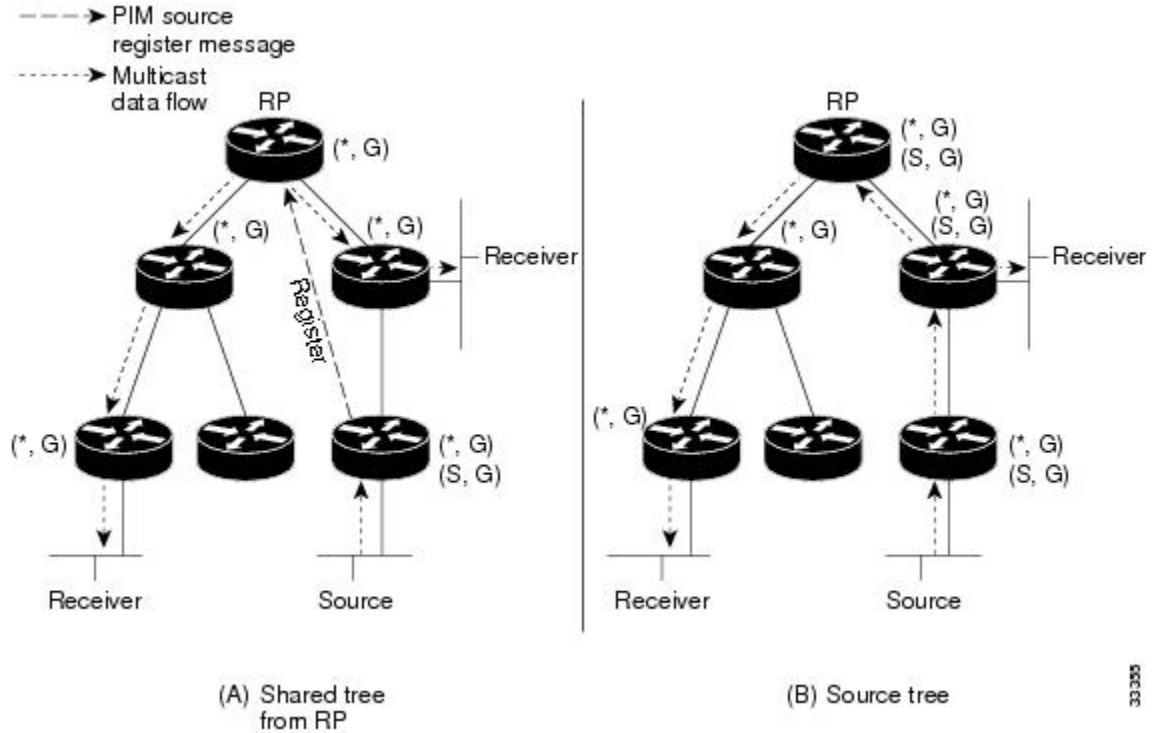 PIM source
register message
Multicast
data flow
RP
(*, G)
(*, G)
(*, G)
Receiver
Register
(*, G)
(*, G)
(S, G)
Receiver
Source
(A) Shared tree
from RP
RP
(*, G)
(S, G)
(*, G)
(S, G)
(*, G)
Receiver
(*, G)
(*, G)
(S, G)
Receiver
Source
(B) Source tree
33355